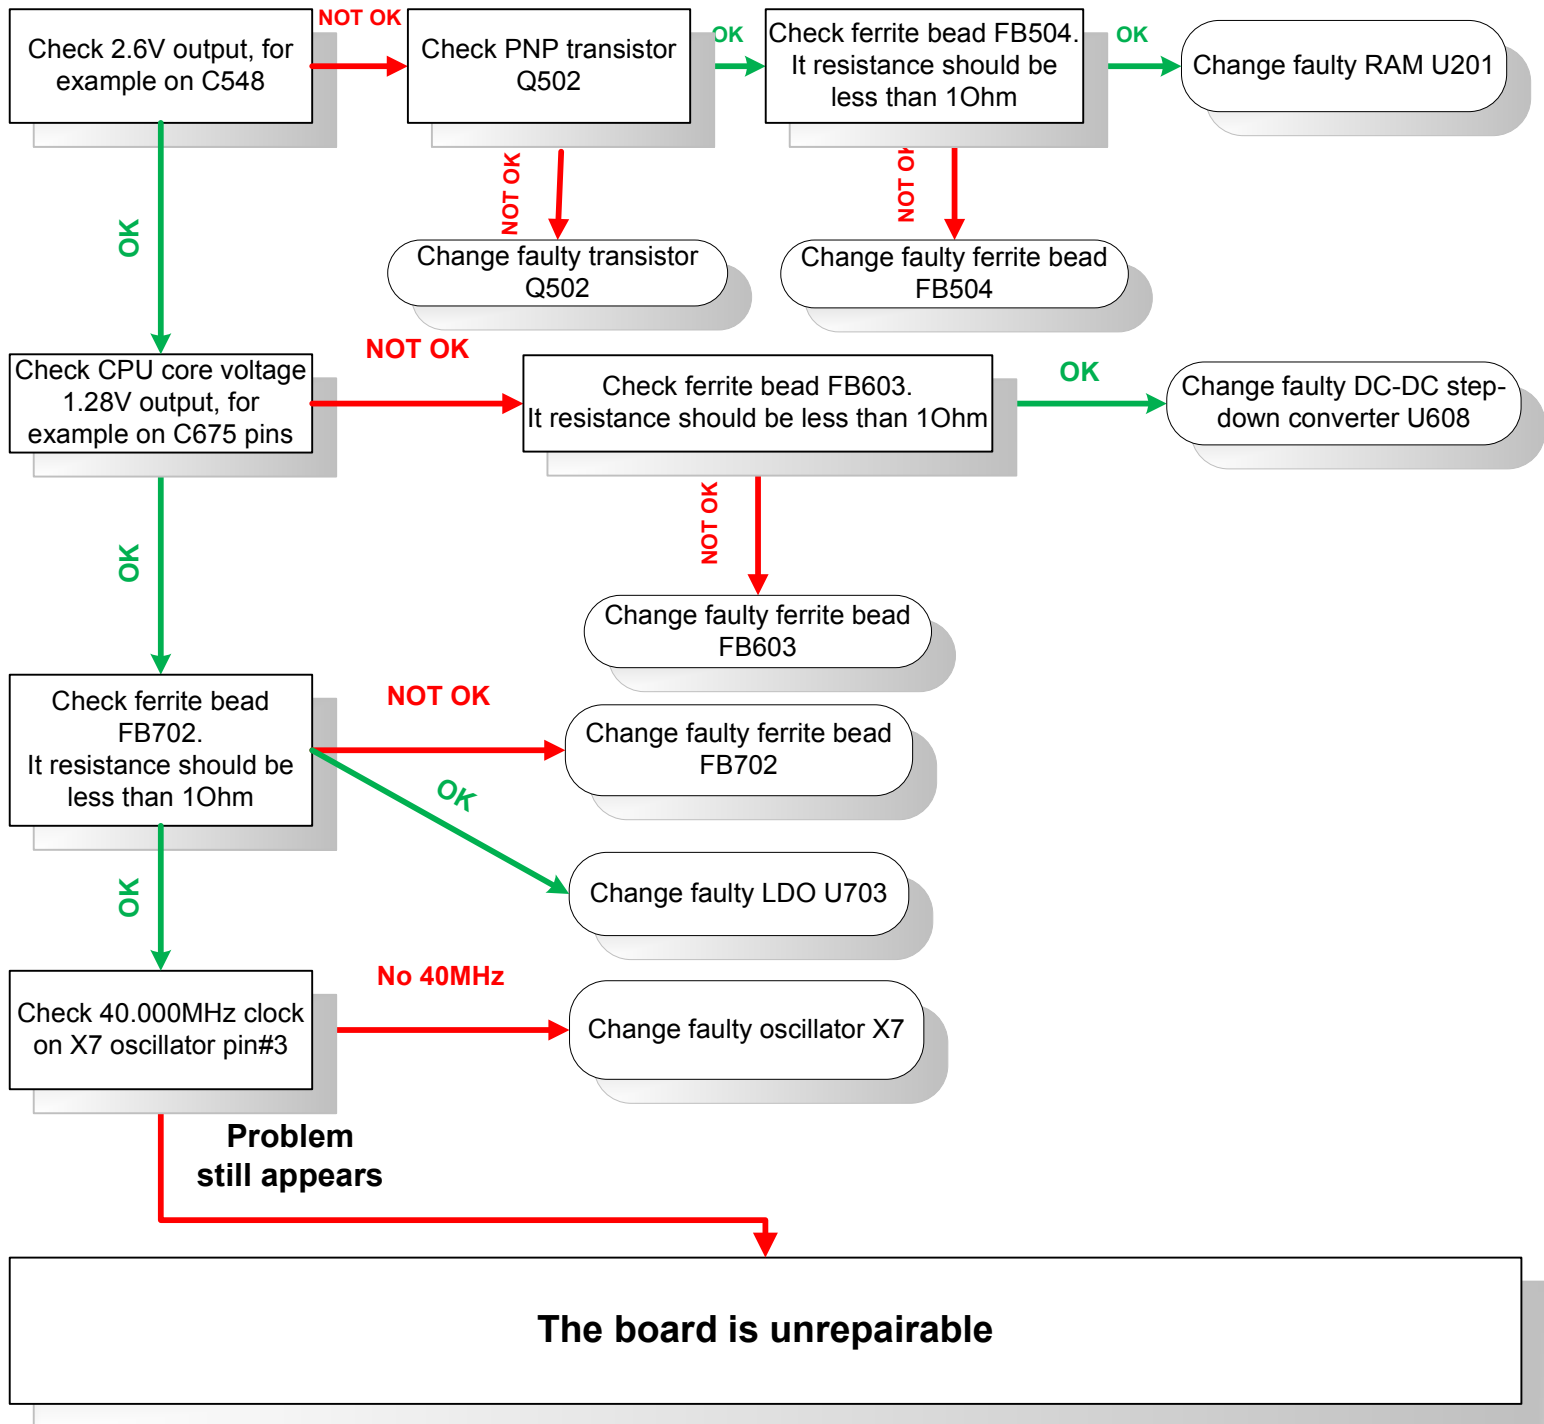 NOT OK
Check 2.6V output, for
example on C548
Check PNP transistor
Q502
OK
Check ferrite bead FB504.
It resistance should be
less than 1Ohm
OK
Change faulty RAM U201
OK
NOT OK
NOT OK
Change faulty transistor
Q502
Change faulty ferrite bead
FB504
Check CPU core voltage
1.28V output, for
example on C675 pins
NOT OK
Check ferrite bead FB603.
It resistance should be less than 1Ohm
OK
Change faulty DC-DC step-
down converter U608
OK
NOT OK
Change faulty ferrite bead
FB603
Check ferrite bead
FB702.
It resistance should be
less than 1Ohm
NOT OK
Change faulty ferrite bead
FB702
OK
Change faulty LDO U703
OK
Check 40.000MHz clock
on X7 oscillator pin#3
No 40MHz
Change faulty oscillator X7
Problem
still appears
The board is unrepairable